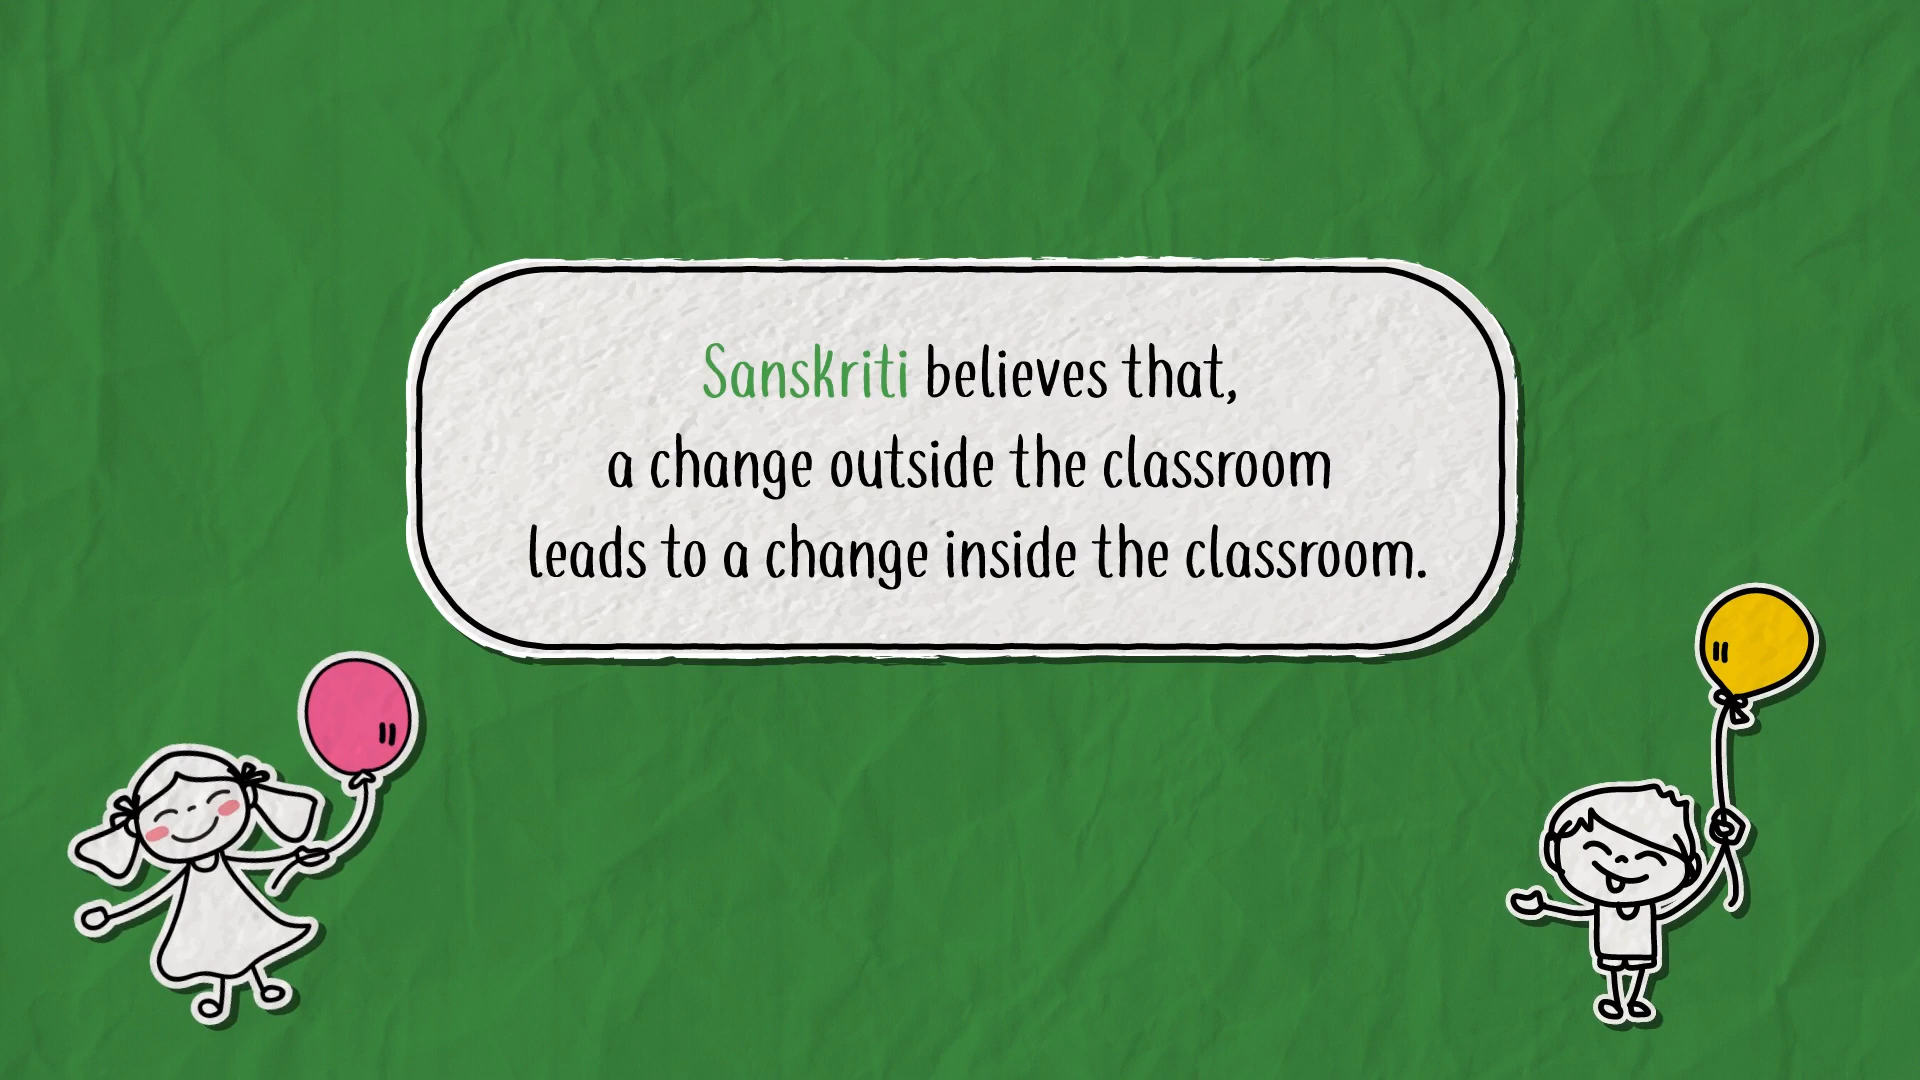 Sanskriti believes that,
a change outside the classroom
leads to a change inside the classroom.